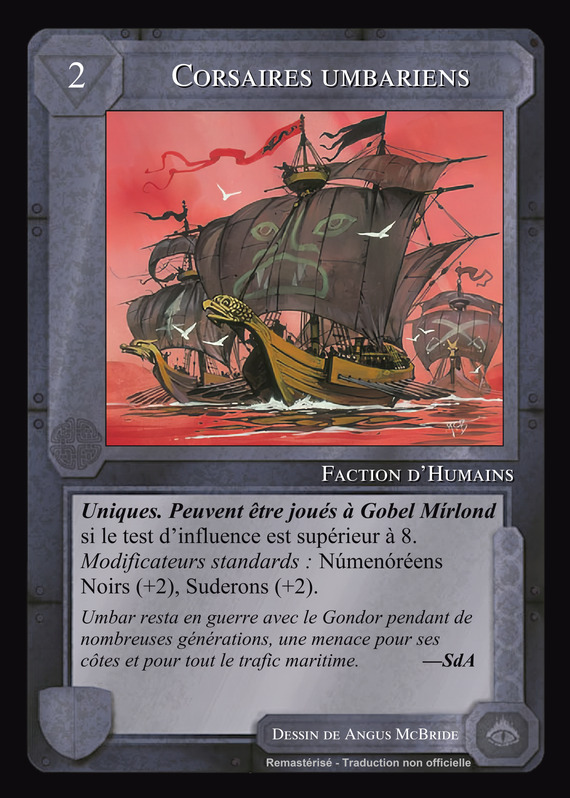 2
CORSAIRES UMBARIENS
FACTION D'HUMAINS
Uniques. Peuvent être joués à Gobel Mírlond
si le test d'influence est supérieur à 8.
Modificateurs standards : Númenóréens
Noirs (+2), Suderons (+2).
Umbar resta en guerre avec le Gondor pendant de
nombreuses générations, une menace pour ses
côtes et pour tout le trafic maritime. —SdA
DESSIN DE ANGUS MCBRIDE
Remastérisé - Traduction non officielle